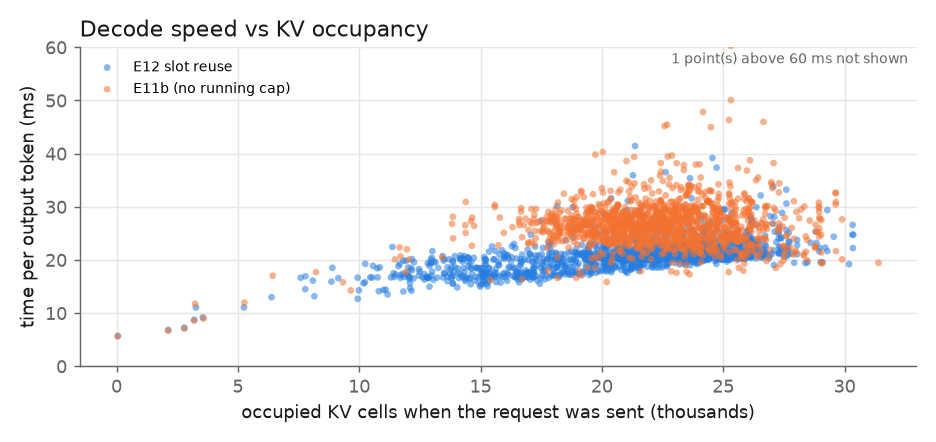 Decode speed vs KV occupancy
1 point(s) above 60 ms not shown
E12 slot reuse
E11b (no running cap)
time per output token (ms)
60
50
40
30
20
10
0
0 5 10 15 20 25 30
occupied KV cells when the request was sent (thousands)